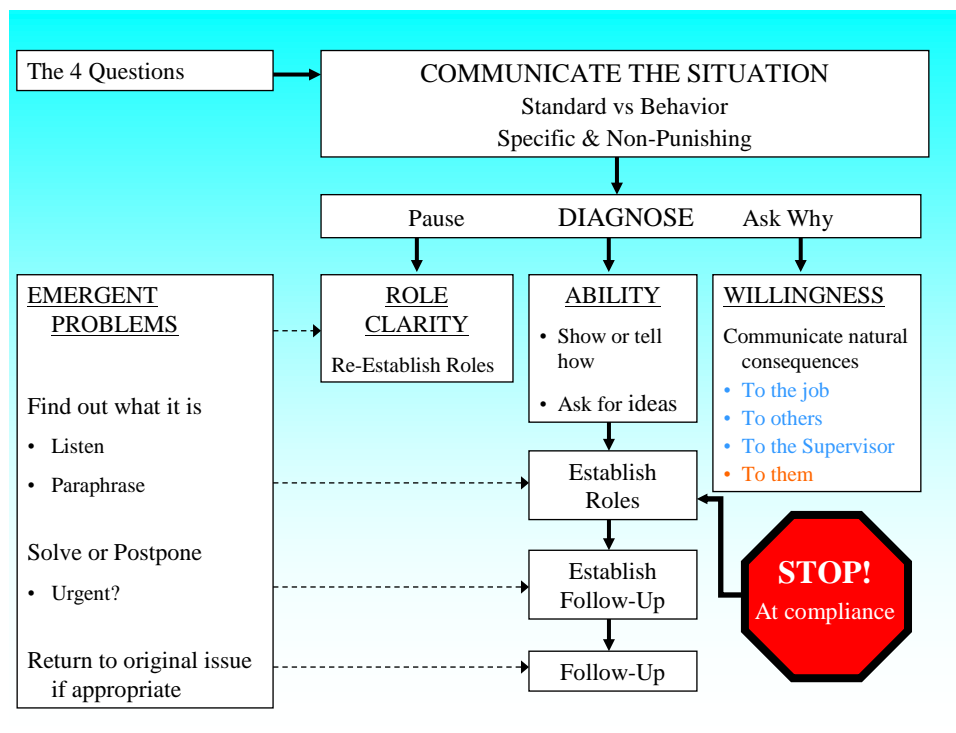 The 4 Questions
COMMUNICATE THE SITUATION
Standard vs Behavior
Specific & Non-Punishing
Pause DIAGNOSE Ask Why
EMERGENT
PROBLEMS
Find out what it is
• Listen
• Paraphrase
Solve or Postpone
• Urgent?
Return to original issue
if appropriate
ROLE
CLARITY
Re-Establish Roles
ABILITY
• Show or tell
how
• Ask for ideas
WILLINGNESS
Communicate natural
consequences
• To the job
• To others
• To the Supervisor
• To them
Establish
Roles
STOP!
At compliance
Establish
Follow-Up
Follow-Up